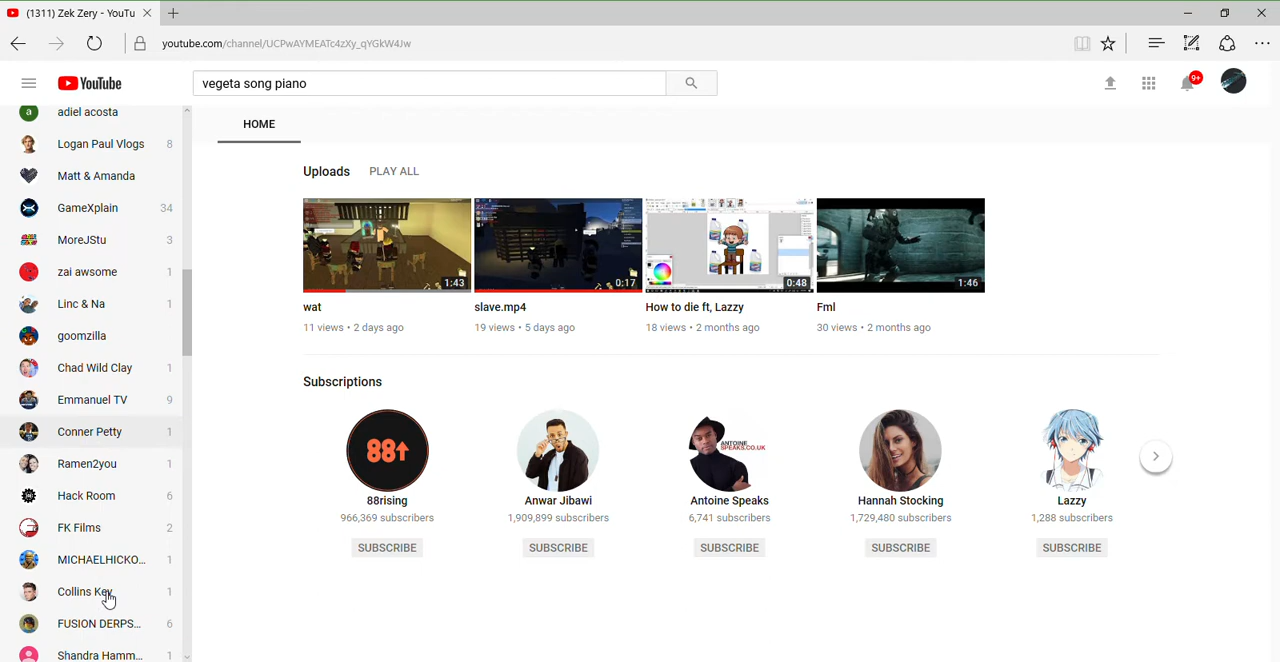 (1311) Zek Zery - YouTu
youtube.com/channel/UCPwAYMEATc4zXy_qYGkW4Jw
YouTube
vegeta song piano
9+
a adiel acosta
Logan Paul Vlogs 8
Matt & Amanda
GameXplain 34
MoreJStu 3
zai awsome 1
Linc & Na 1
goomzilla
Chad Wild Clay 1
Emmanuel TV 9
Conner Petty 1
Ramen2you 1
Hack Room 6
FK Films 2
MICHAELHICKO... 1
Collins Key 1
FUSION DERPS... 6
Shandra Hamm... 1
HOME
Uploads PLAY ALL
1:43 0:17 0:48 1:46
wat slave.mp4 How to die ft, Lazzy Fml
11 views • 2 days ago 19 views • 5 days ago 18 views • 2 months ago 30 views • 2 months ago
Subscriptions
88↑
ANTOINE
SPEAKS.CO.UK
88rising Anwar Jibawi Antoine Speaks Hannah Stocking Lazzy
966,369 subscribers 1,909,899 subscribers 6,741 subscribers 1,729,480 subscribers 1,288 subscribers
SUBSCRIBE SUBSCRIBE SUBSCRIBE SUBSCRIBE SUBSCRIBE